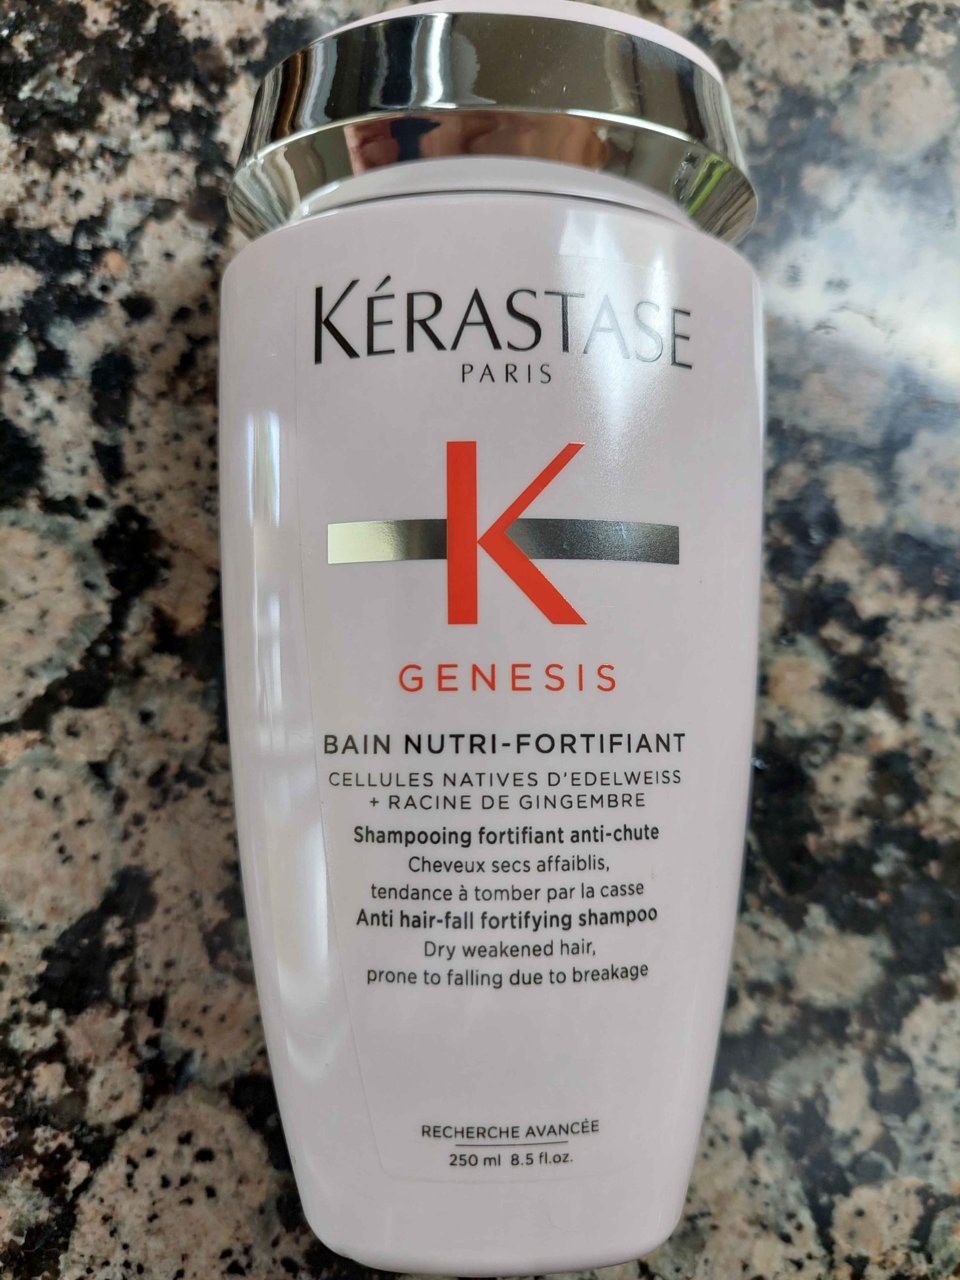 KÉRASTASE
PARIS
K
GENESIS
BAIN NUTRI-FORTIFIANT
CELLULES NATIVES D'EDELWEISS
+ RACINE DE GINGEMBRE
Shampooing fortifiant anti-chute
Cheveux secs affaiblis,
tendance à tomber par la casse
Anti hair-fall fortifying shampoo
Dry weakened hair,
prone to falling due to breakage
RECHERCHE AVANCÉE
250 ml 8.5 fl.oz.